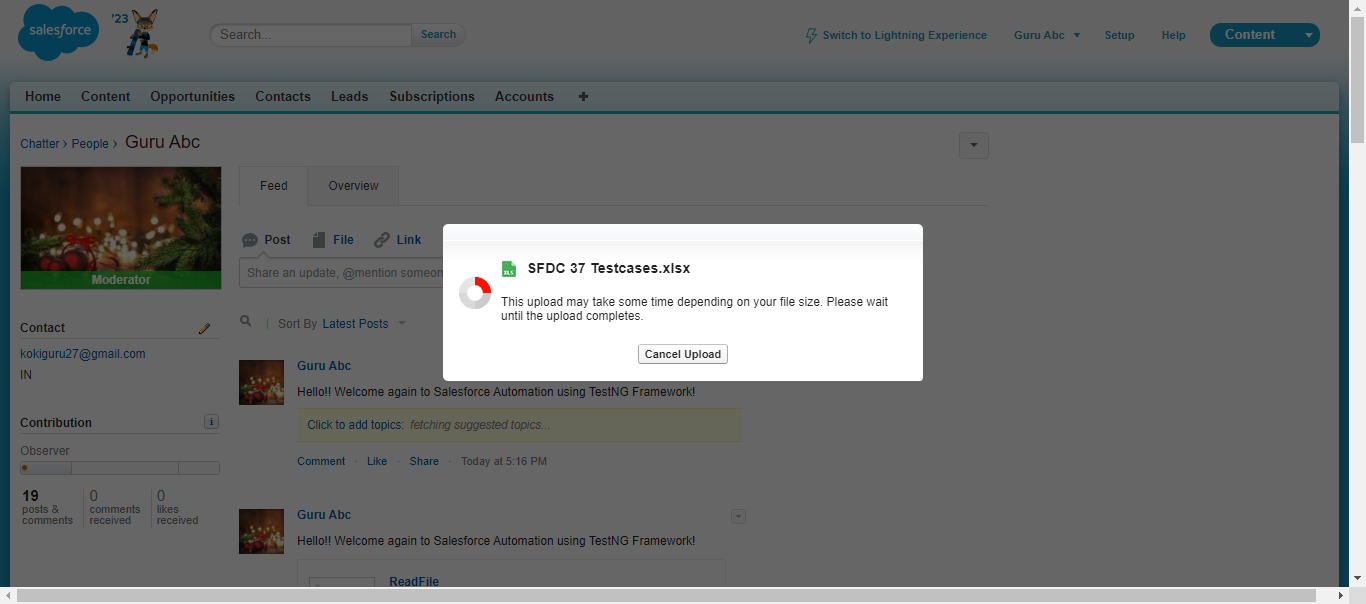 salesforce
'23
Search...
Search
Switch to Lightning Experience
Guru Abc
Setup
Help
Content
Home
Content
Opportunities
Contacts
Leads
Subscriptions
Accounts
+
Chatter › People › Guru Abc
Feed
Overview
Moderator
Post
File
Link
Share an update, @mention someon
Sort By Latest Posts
XLS
SFDC 37 Testcases.xlsx
This upload may take some time depending on your file size. Please wait
until the upload completes.
Cancel Upload
Contact
kokiguru27@gmail.com
IN
Contribution
i
Observer
19
posts &
comments
0
comments
received
0
likes
received
Guru Abc
Hello!! Welcome again to Salesforce Automation using TestNG Framework!
Click to add topics: fetching suggested topics...
Comment · Like · Share · Today at 5:16 PM
Guru Abc
Hello!! Welcome again to Salesforce Automation using TestNG Framework!
ReadFile